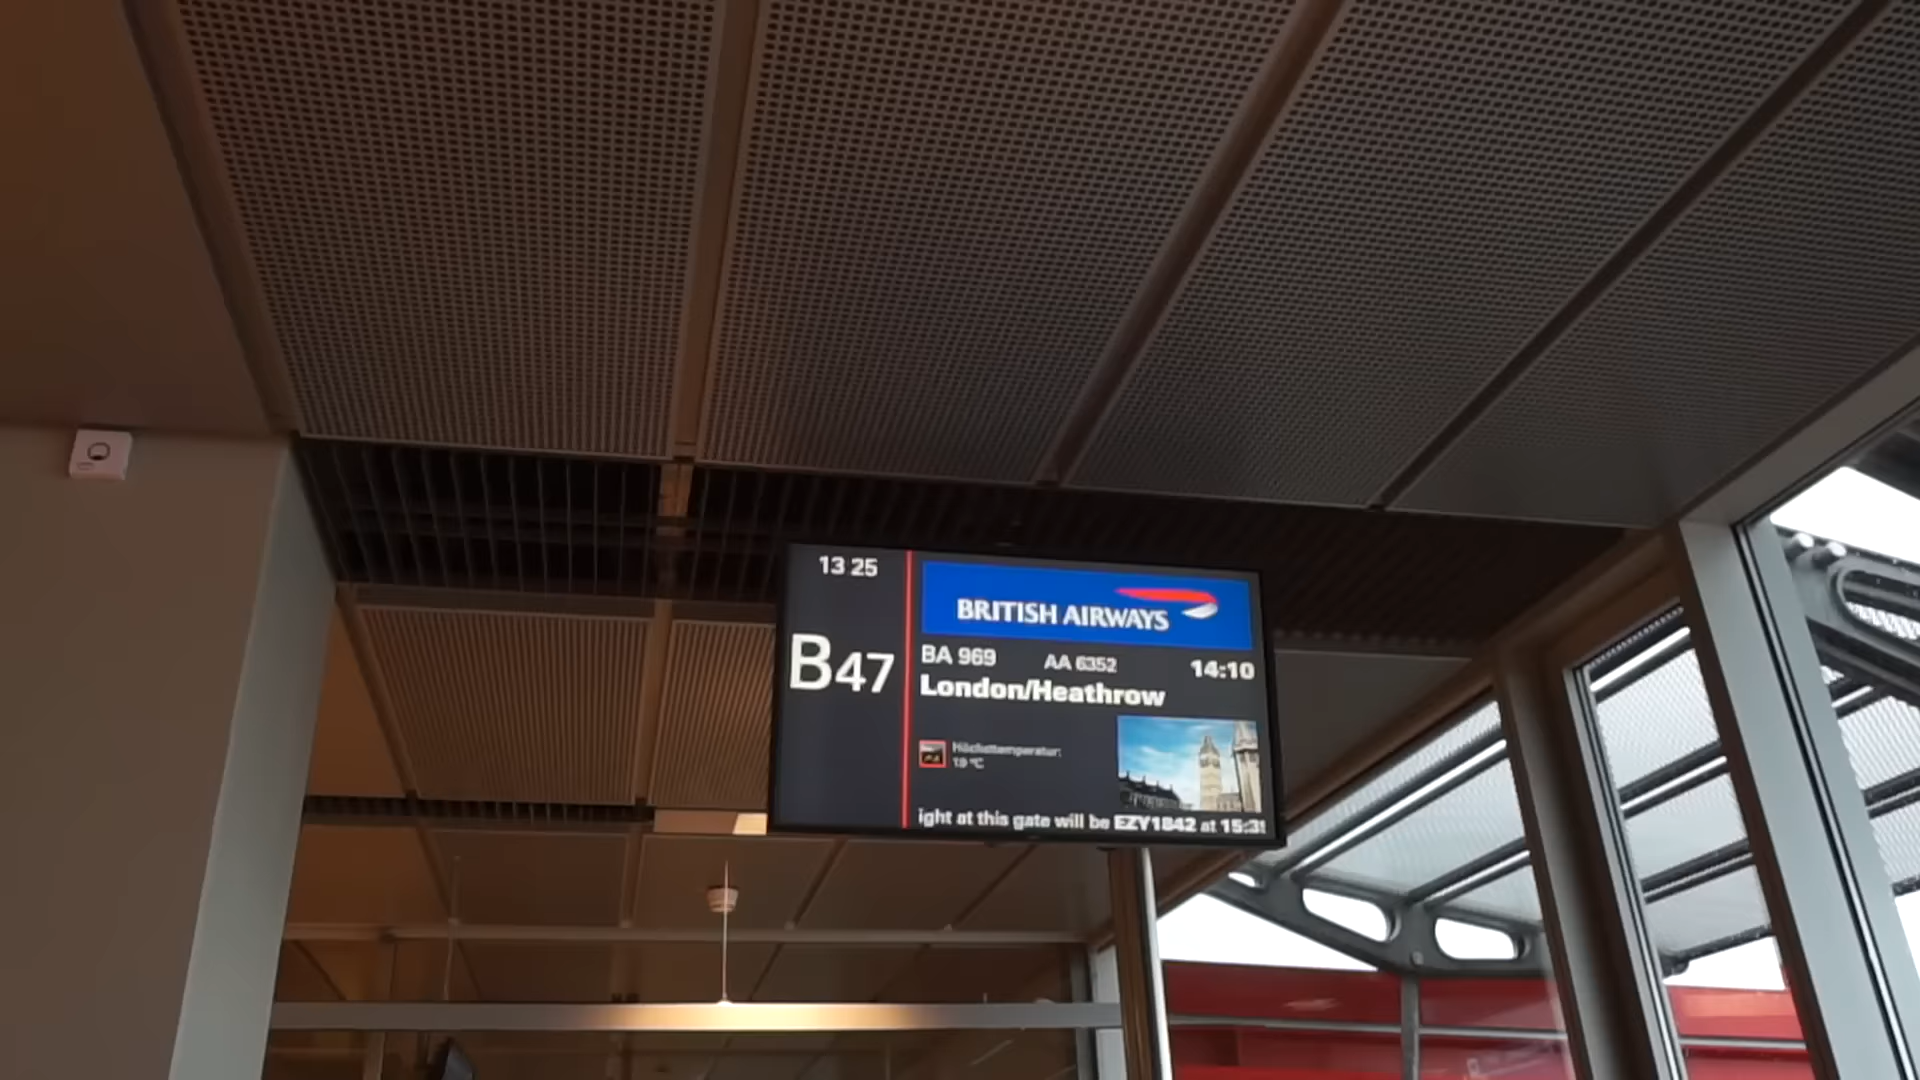 13 25
B47
BRITISH AIRWAYS
BA 969 AA 6352 14:10
London/Heathrow
Höchsttemperatur:
19 °C
ight at this gate will be EZY1842 at 15:3